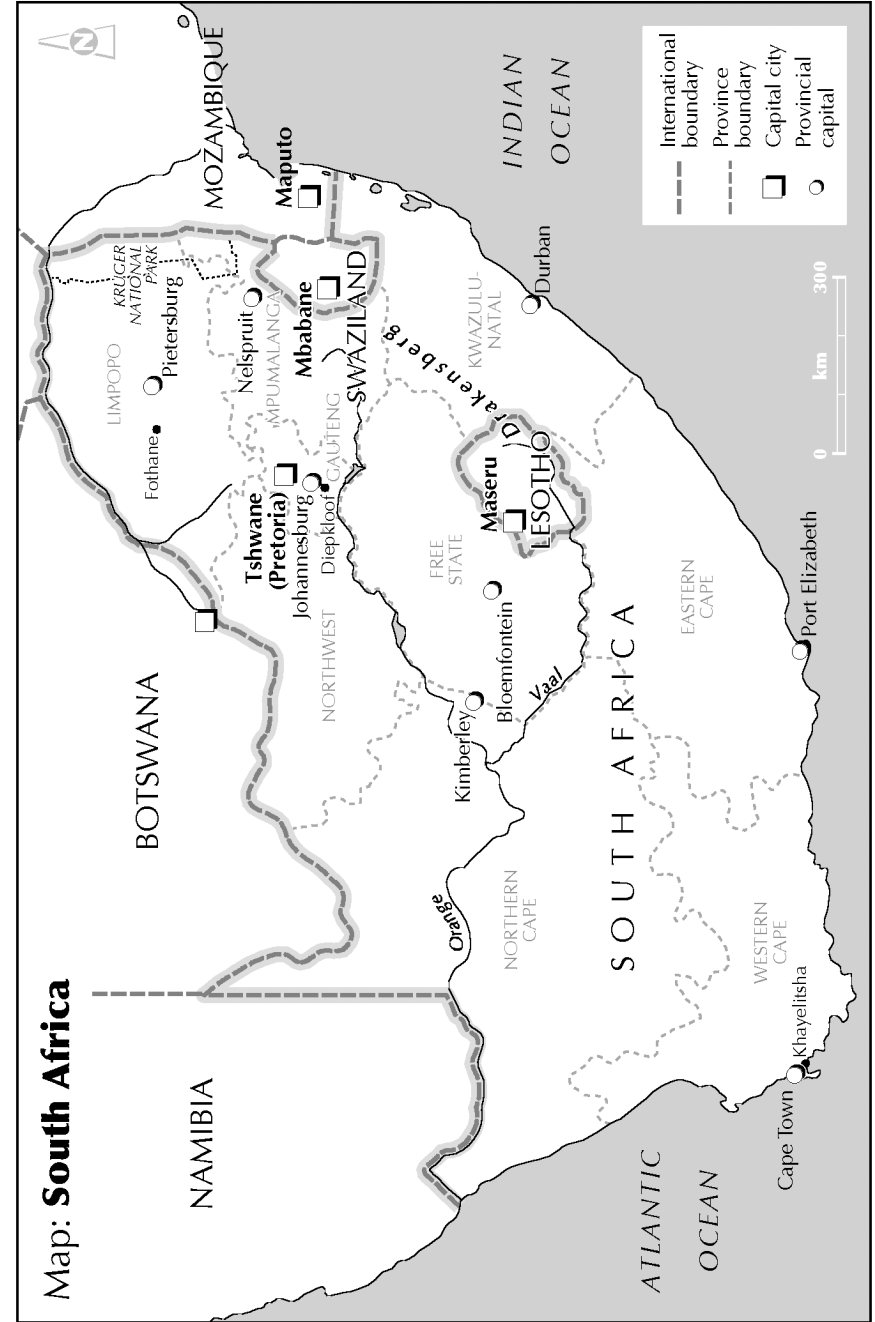 Map: South Africa
N
NAMIBIA
BOTSWANA
MOZAMBIQUE
LIMPOPO
KRUGER
NATIONAL
PARK
Fothane
Pietersburg
Nelspruit
MPUMALANGA
Maputo
Mbabane
SWAZILAND
Tshwane
(Pretoria)
Johannesburg
Diepkloof
GAUTENG
NORTHWEST
Drakensberg
KWAZULU-
NATAL
FREE
STATE
Maseru
LESOTHO
Kimberley
Bloemfontein
Vaal
Durban
Orange
NORTHERN
CAPE
SOUTH AFRICA
EASTERN
CAPE
WESTERN
CAPE
Port Elizabeth
Cape Town
Khayelitsha
ATLANTIC
OCEAN
INDIAN
OCEAN
0 km 300
International
boundary
Province
boundary
Capital city
Provincial
capital